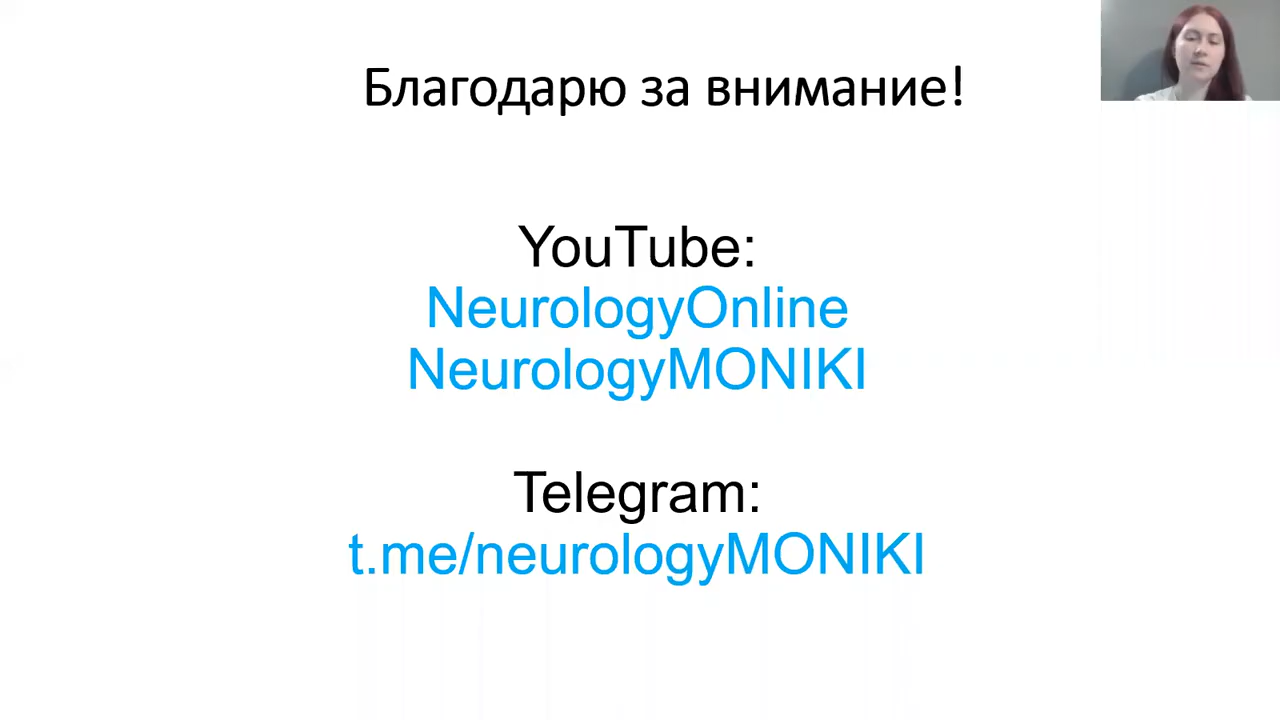 Благодарю за внимание!
YouTube:
NeurologyOnline
NeurologyMONIKI
Telegram:
t.me/neurologyMONIKI